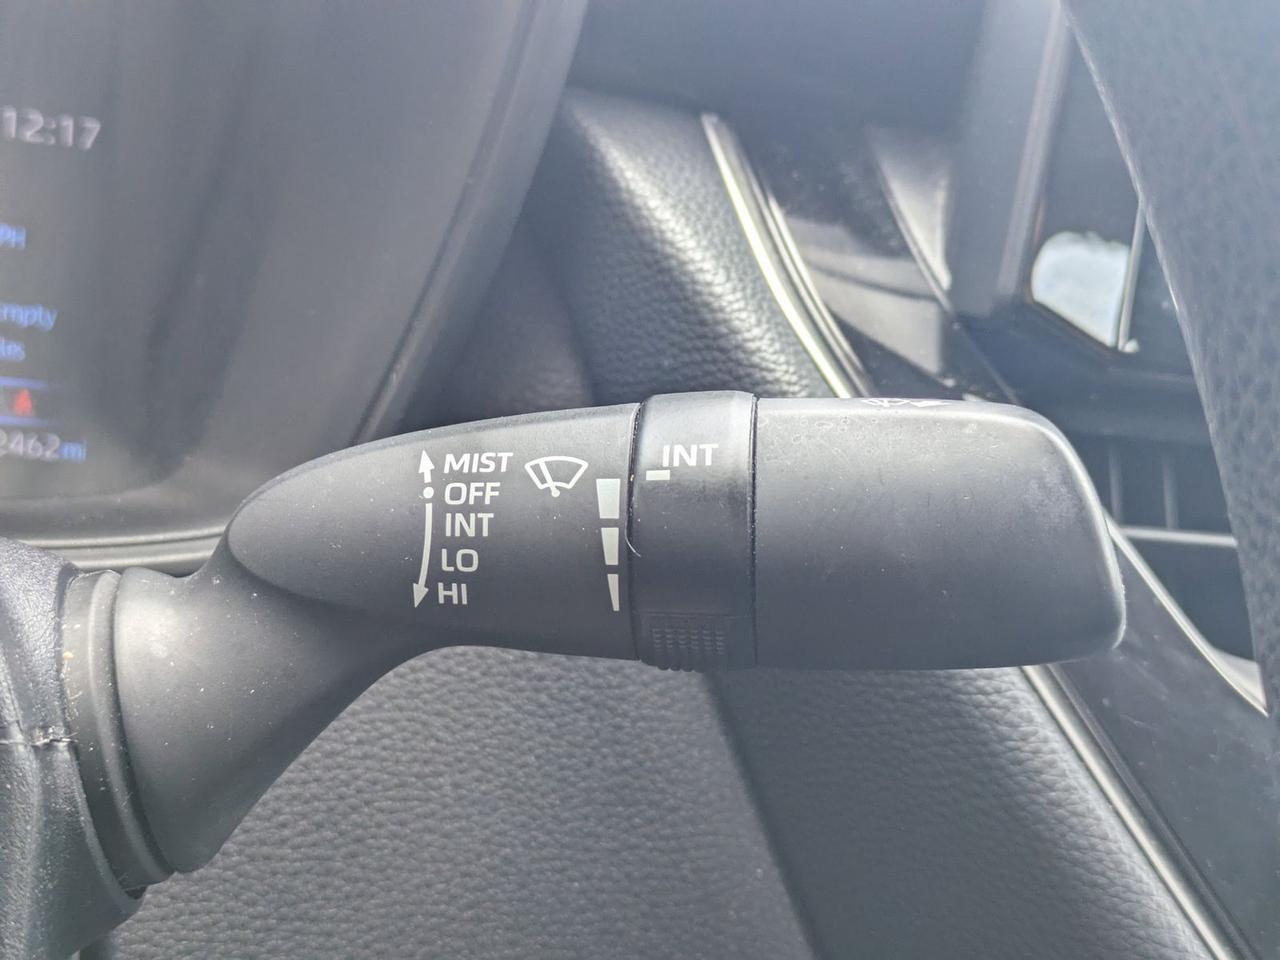 12:17
MIST
OFF
INT
LO
HI
INT
2462 mi